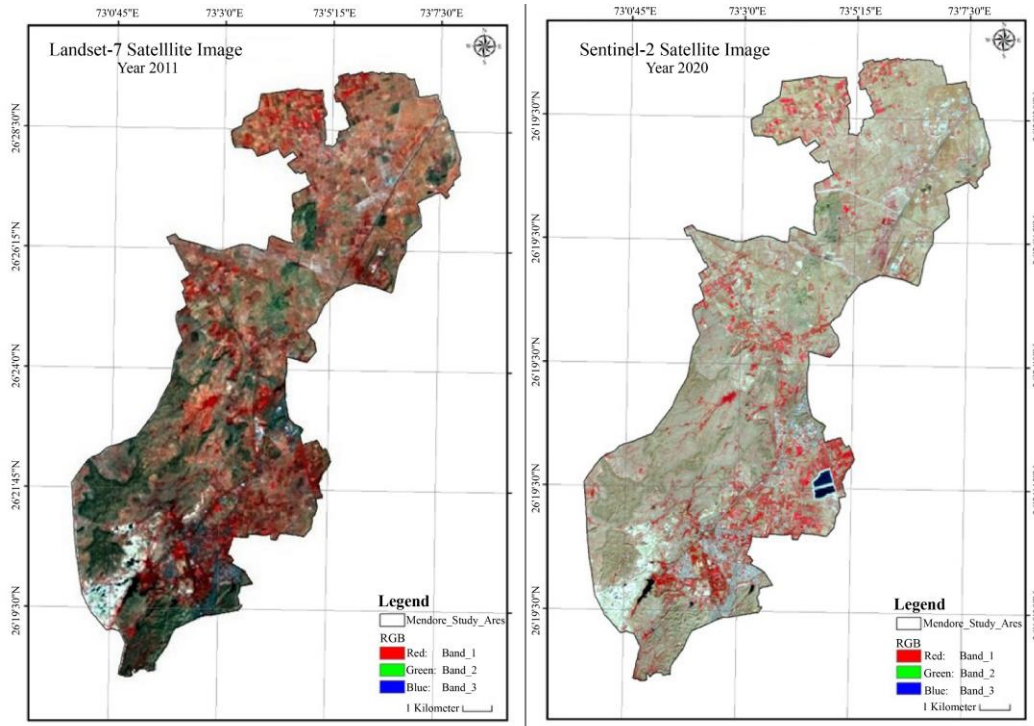 73°0'45"E 73°3'0"E 73°5'15"E 73°7'30"E
Landset-7 Satelllite Image
Year 2011
N
26°28'30"N
26°26'15"N
26°24'0"N
26°21'45"N
26°19'30"N
Legend
Mendore_Study_Ares
RGB
Red: Band_1
Green: Band_2
Blue: Band_3
1 Kilometer
73°0'45"E 73°3'0"E 73°5'15"E 73°7'30"E
Sentinel-2 Satellite Image
Year 2020
N
26°19'30"N
26°19'30"N
26°19'30"N
26°19'30"N
26°19'30"N
Legend
Mendore_Study_Ares
RGB
Red: Band_1
Green: Band_2
Blue: Band_3
1 Kilometer